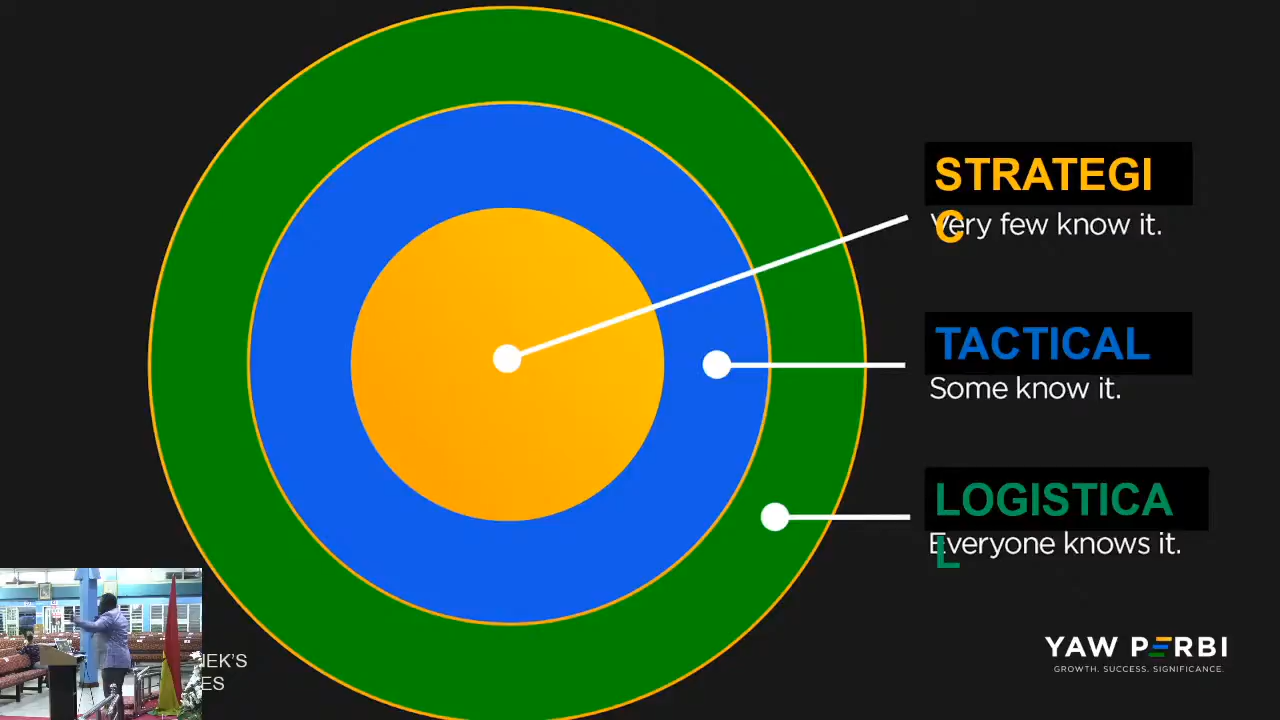 STRATEGI
C
Very few know it.
TACTICAL
Some know it.
LOGISTICA
L
Everyone knows it.
YAW PERBI
GROWTH. SUCCESS. SIGNIFICANCE.